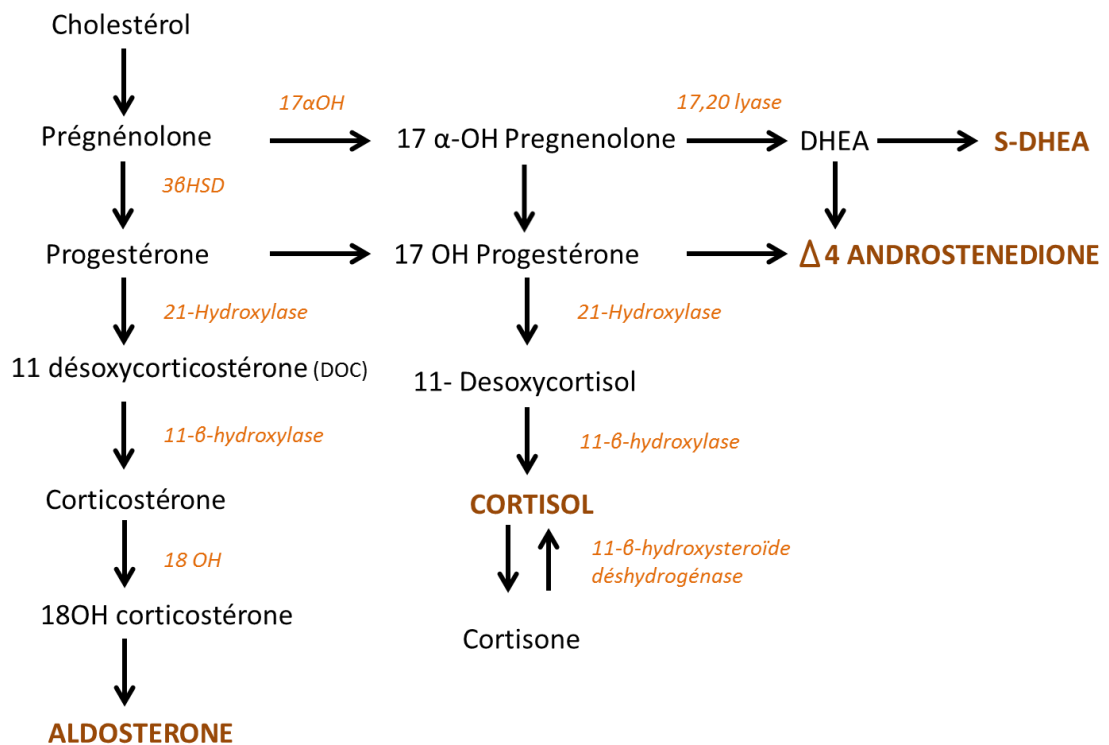 Cholestérol
17αOH
17,20 lyase
Prégnénolone
17 α-OH Pregnenolone
DHEA
S-DHEA
3βHSD
Progestérone
17 OH Progestérone
Δ4 ANDROSTENEDIONE
21-Hydroxylase
21-Hydroxylase
11 désoxycorticostérone (DOC)
11- Desoxycortisol
11-β-hydroxylase
11-β-hydroxylase
Corticostérone
CORTISOL
18 OH
11-β-hydroxysteroïde
déshydrogénase
18OH corticostérone
Cortisone
ALDOSTERONE